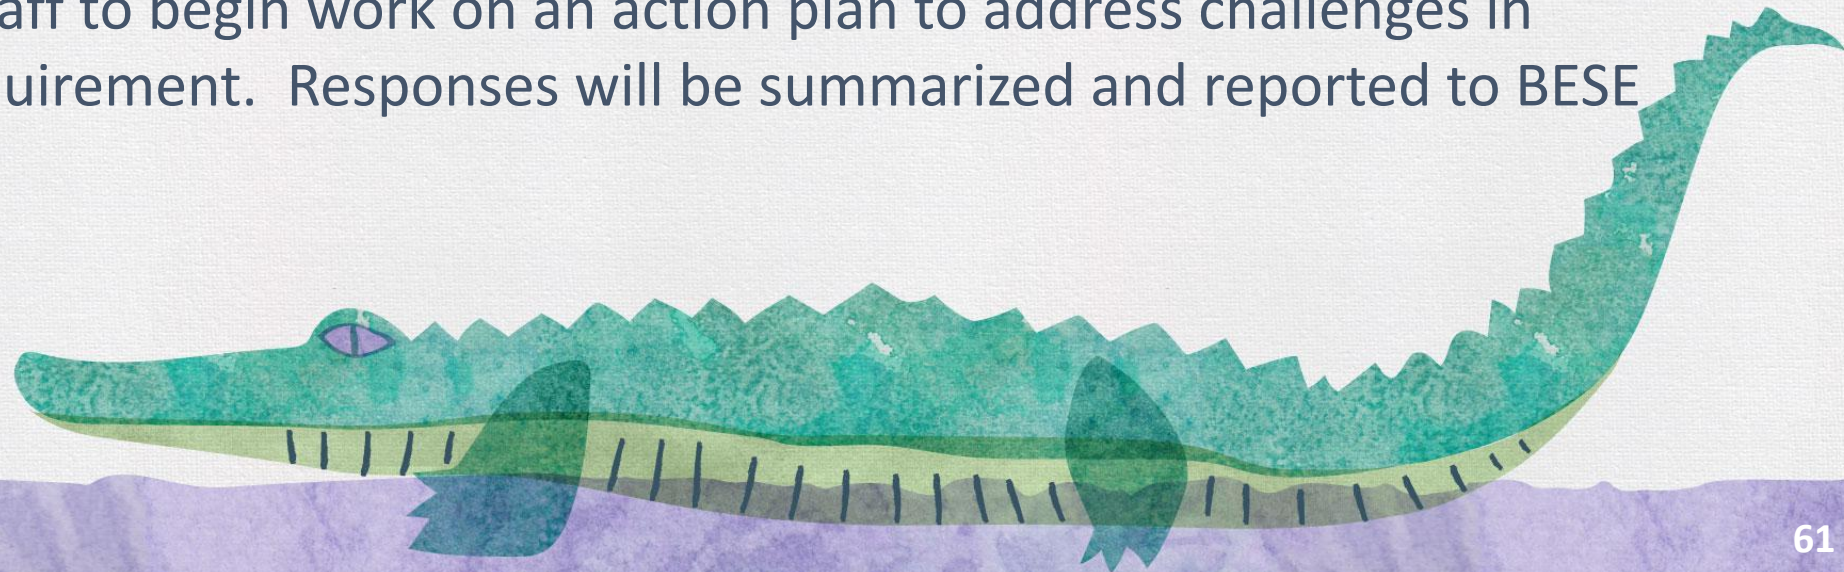 aff to begin work on an action plan to address challenges in
uirement.  Responses will be summarized and reported to BESE
61